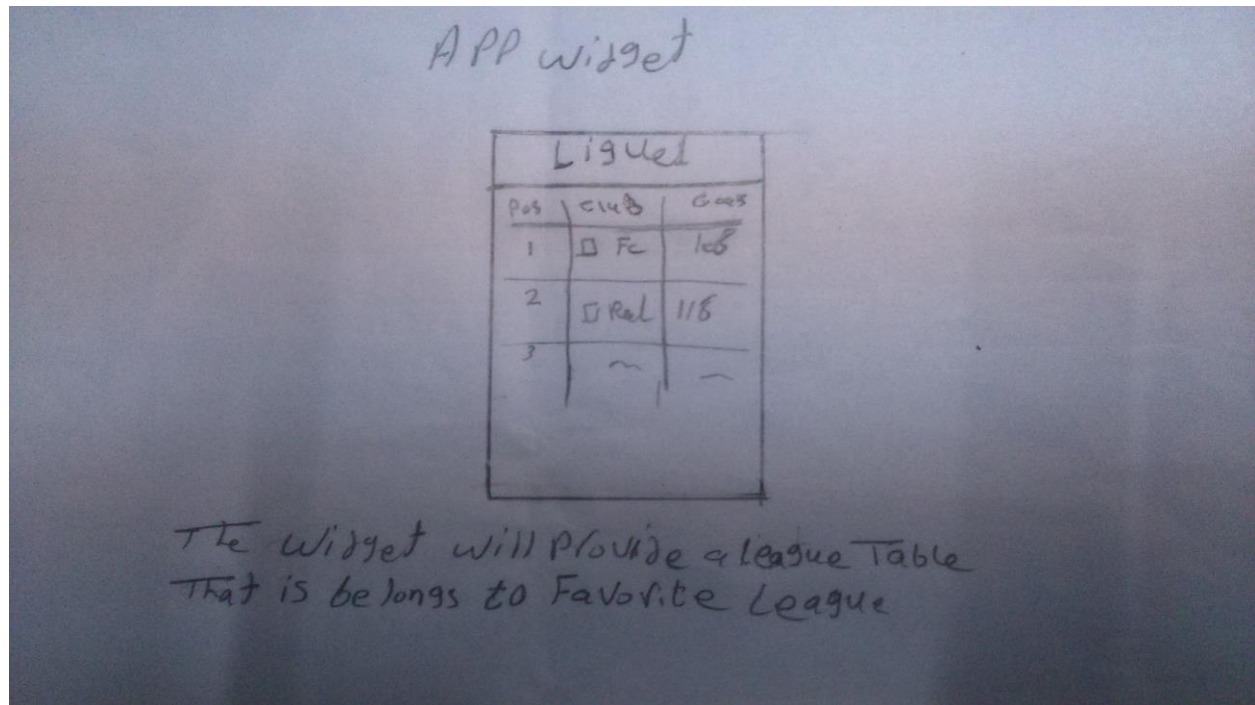 APP widget
Ligue1
Pos Club Goals
1 Fc 108
2 Real 118
3
The widget will Provide a league Table
That is belongs to Favorite League